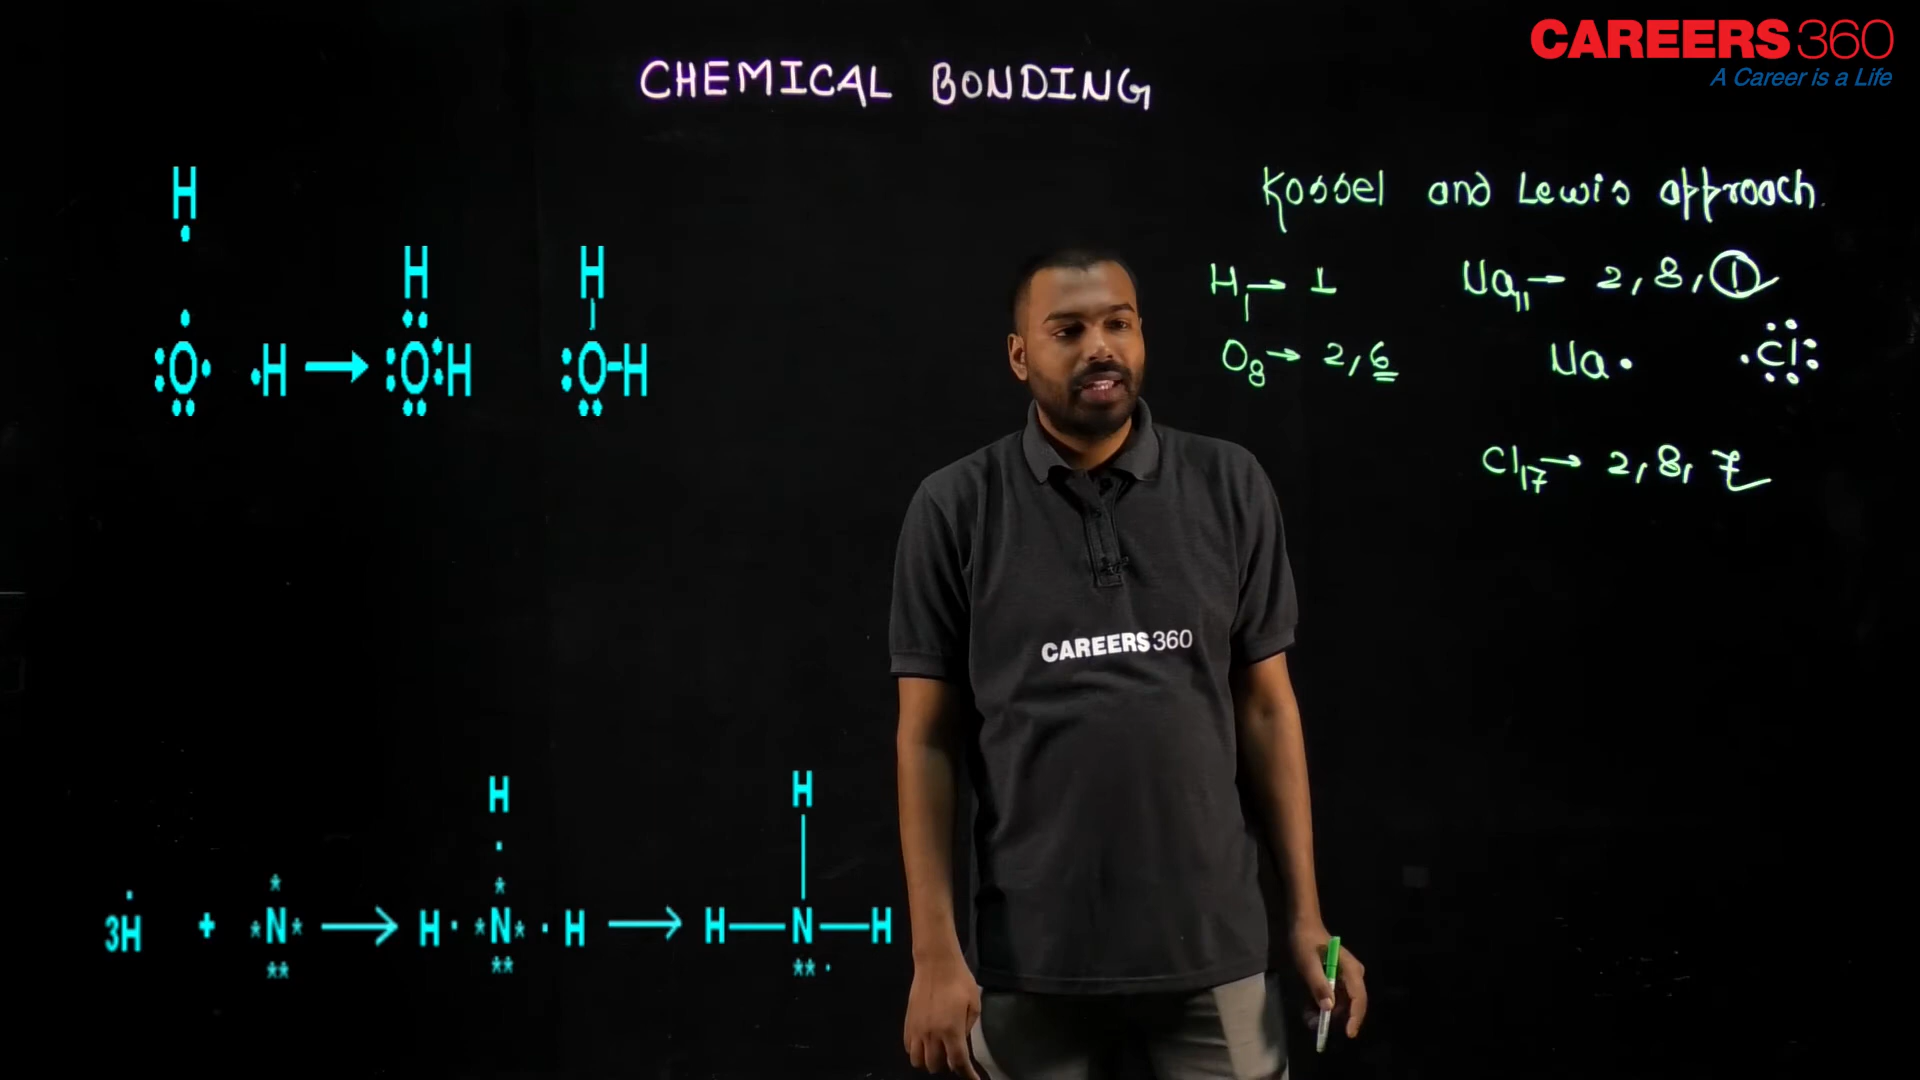 CAREERS360
A Career is a Life
CHEMICAL BONDING
Kossel and Lewis approach.
H₁→ 1
Na₁₁→ 2, 8, 1
O₈→ 2, 6
Na •
Cl
Cl₁₇→ 2, 8, 7
H
H
H
O
H
→
O
H
O-H
CAREERS360
H
H
3H + N → H · N · H → H—N—H